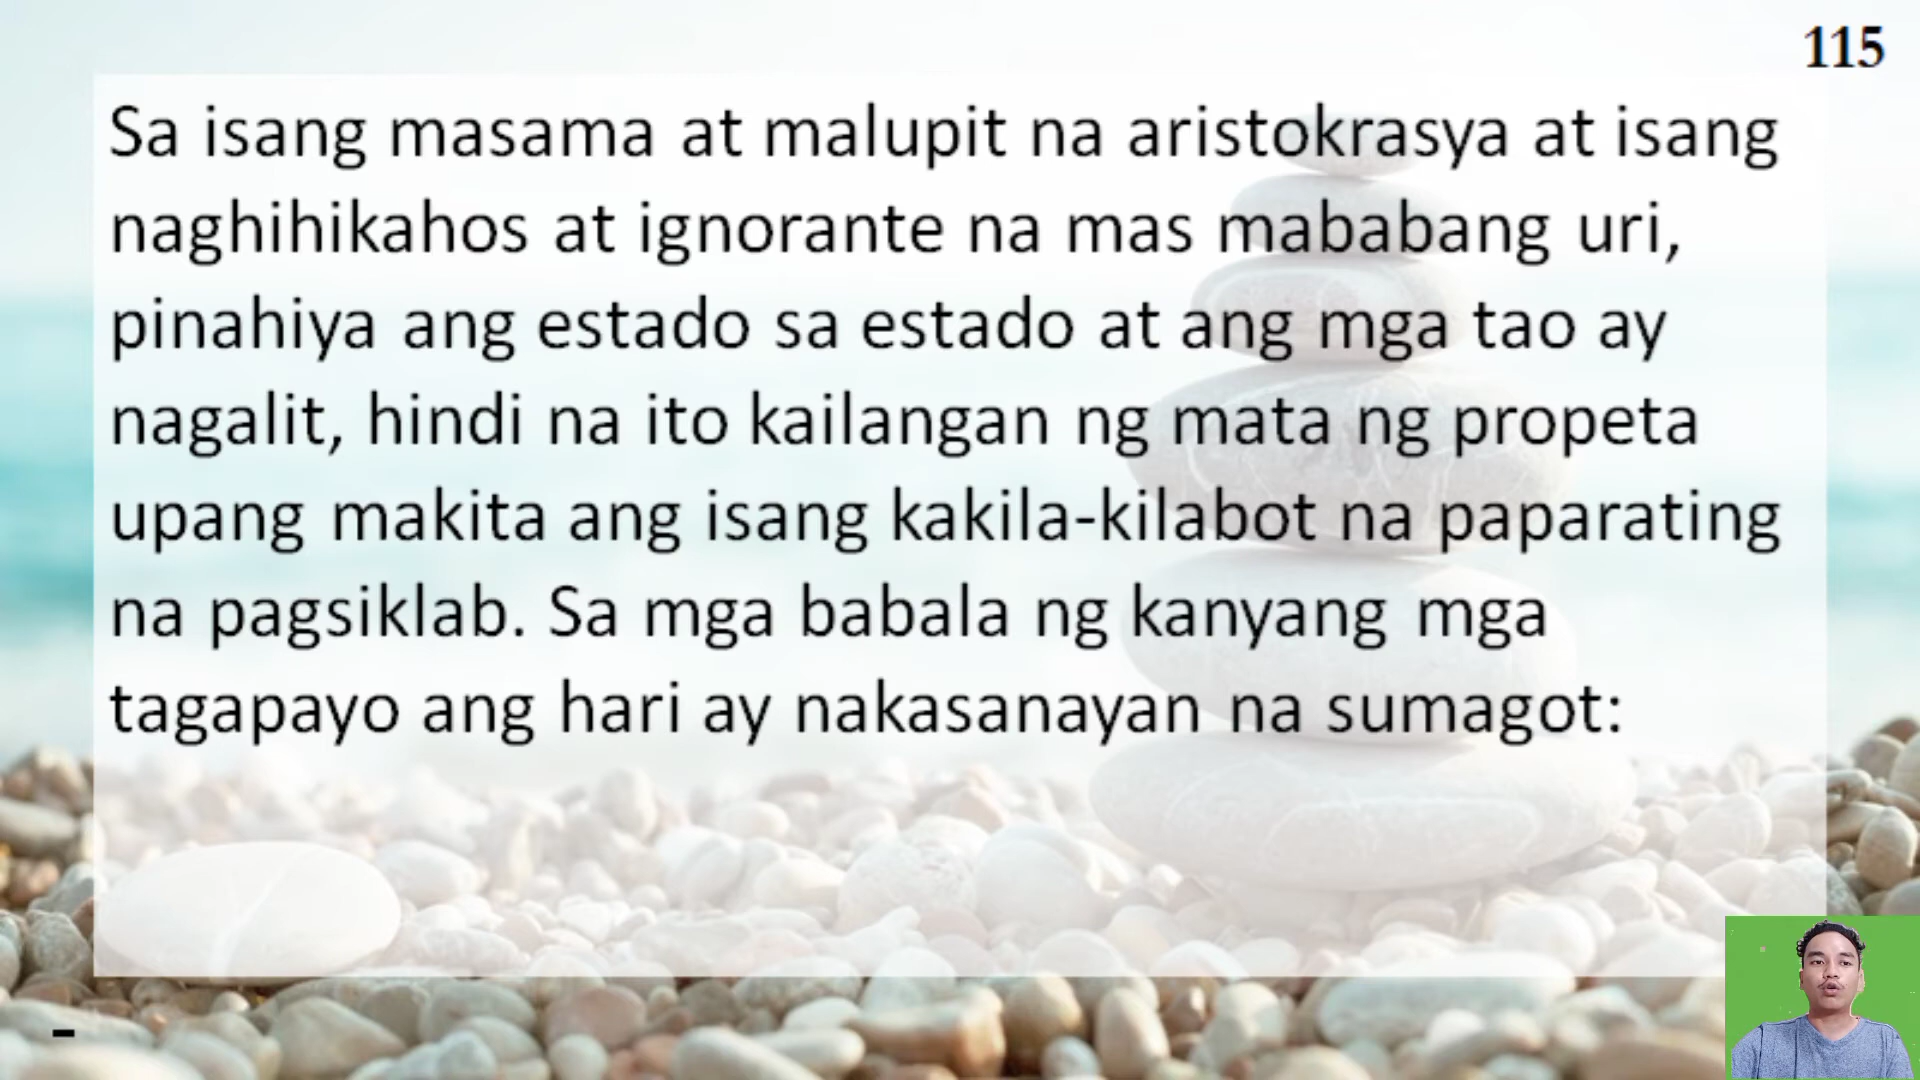 115
Sa isang masama at malupit na aristokrasya at isang
naghihikahos at ignorante na mas mababang uri,
pinahiya ang estado sa estado at ang mga tao ay
nagalit, hindi na ito kailangan ng mata ng propeta
upang makita ang isang kakila-kilabot na paparating
na pagsiklab. Sa mga babala ng kanyang mga
tagapayo ang hari ay nakasanayan na sumagot:
-